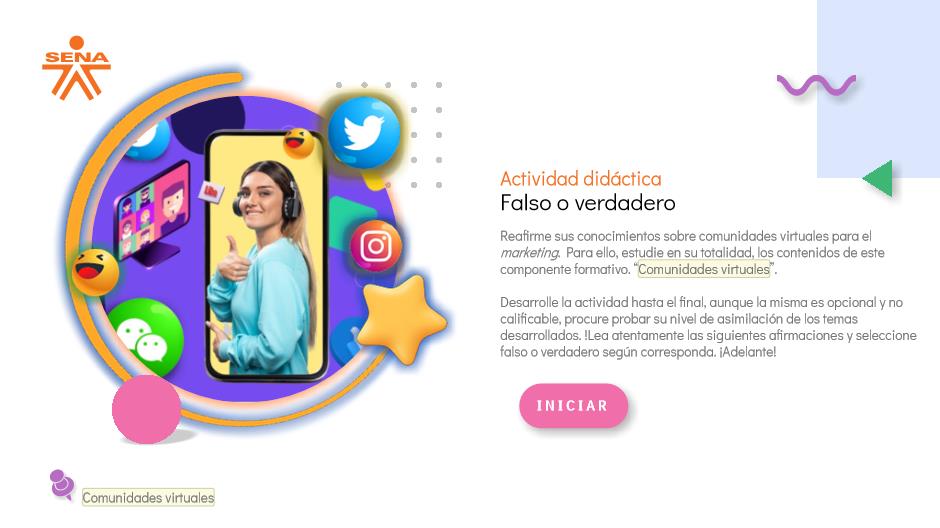 SENA
Like
Actividad didáctica
Falso o verdadero
Reafirme sus conocimientos sobre comunidades virtuales para el
marketing. Para ello, estudie en su totalidad, los contenidos de este
componente formativo. “Comunidades virtuales”.
Desarrolle la actividad hasta el final, aunque la misma es opcional y no
calificable, procure probar su nivel de asimilación de los temas
desarrollados. !Lea atentamente las siguientes afirmaciones y seleccione
falso o verdadero según corresponda. ¡Adelante!
INICIAR
Comunidades virtuales